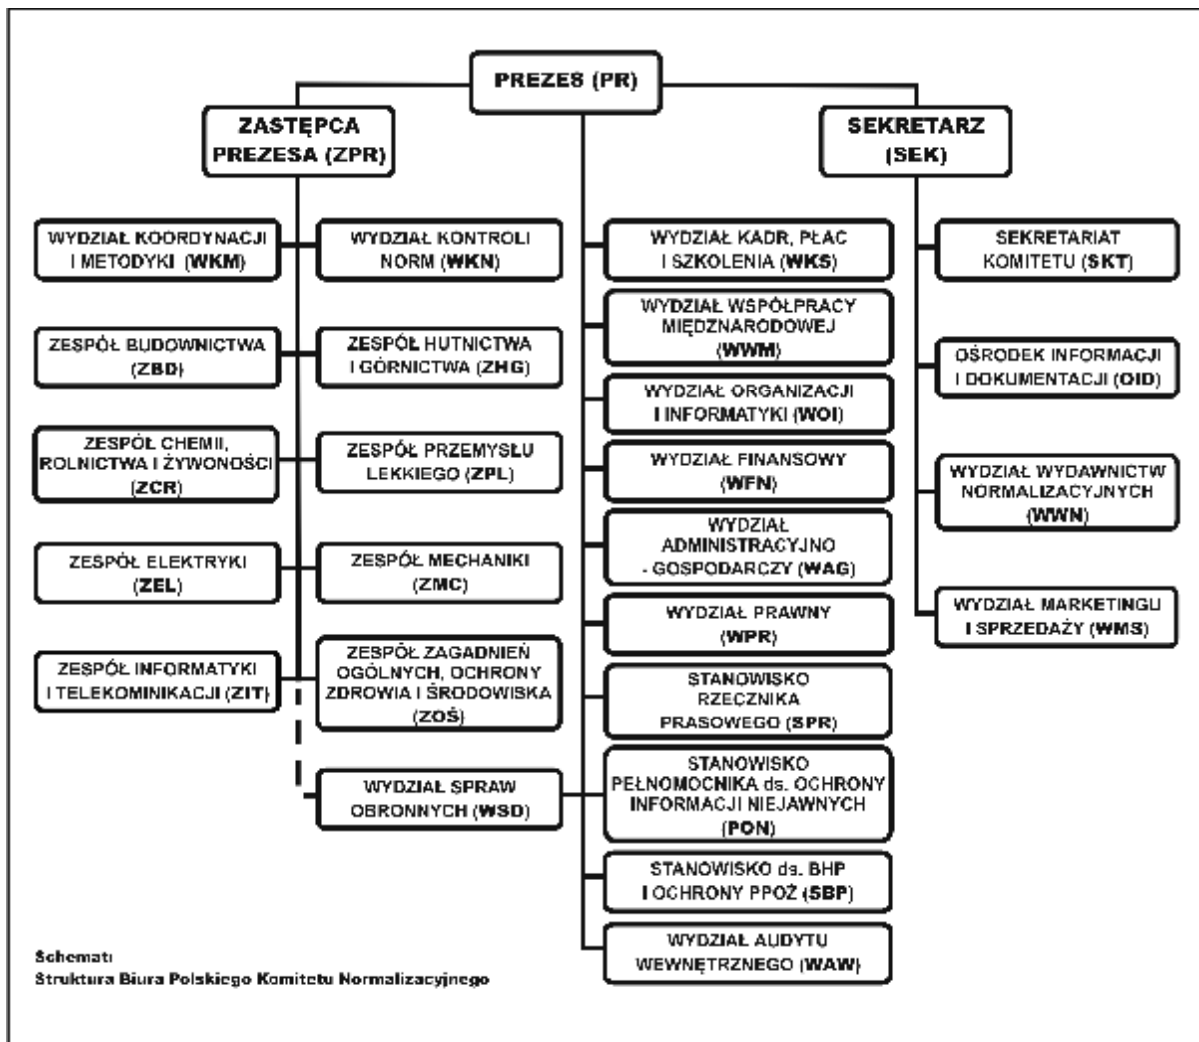 PREZES (PR)
ZASTĘPCA
PREZESA (ZPR)
SEKRETARZ
(SEK)
WYDZIAŁ KOORDYNACJI
I METODYKI (WKM)
WYDZIAŁ KONTROLI
NORM (WKN)
WYDZIAŁ KADR, PŁAC
I SZKOLENIA (WKS)
SEKRETARIAT
KOMITETU (SKT)
WYDZIAŁ WSPÓŁPRACY
MIĘDZNARODOWEJ
(WWM)
ZESPÓŁ BUDOWNICTWA
(ZBD)
ZESPÓŁ HUTNICTWA
I GÓRNICTWA (ZHG)
OŚRODEK INFORMACJI
I DOKUMENTACJI (OID)
WYDZIAŁ ORGANIZACJI
I INFORMATYKI (WOI)
ZESPÓŁ CHEMII,
ROLNICTWA I ŻYWONOŚCI
(ZCR)
ZESPÓŁ PRZEMYSŁU
LEKKIEGO (ZPL)
WYDZIAŁ FINANSOWY
(WFN)
WYDZIAŁ WYDAWNICTW
NORMALIZACYJNYCH
(WWN)
WYDZIAŁ
ADMINISTRACYJNO
- GOSPODARCZY (WAG)
ZESPÓŁ ELEKTRYKI
(ZEL)
ZESPÓŁ MECHANIKI
(ZMC)
WYDZIAŁ PRAWNY
(WPR)
WYDZIAŁ MARKETINGU
I SPRZEDAŻY (WMS)
ZESPÓŁ INFORMATYKI
I TELEKOMINIKACJI (ZIT)
ZESPÓŁ ZAGADNIEŃ
OGÓLNYCH, OCHRONY
ZDROWIA I ŚRODOWISKA
(ZOŚ)
STANOWISKO
RZECZNIKA
PRASOWEGO (SPR)
WYDZIAŁ SPRAW
OBRONNYCH (WSD)
STANOWISKO
PEŁNOMOCNIKA ds. OCHRONY
INFORMACJI NIEJAWNYCH
(PON)
STANOWISKO ds. BHP
I OCHRONY PPOŻ (SBP)
WYDZIAŁ AUDYTU
WEWNĘTRZNEGO (WAW)
Schemat:
Struktura Biura Polskiego Komitetu Normalizacyjnego